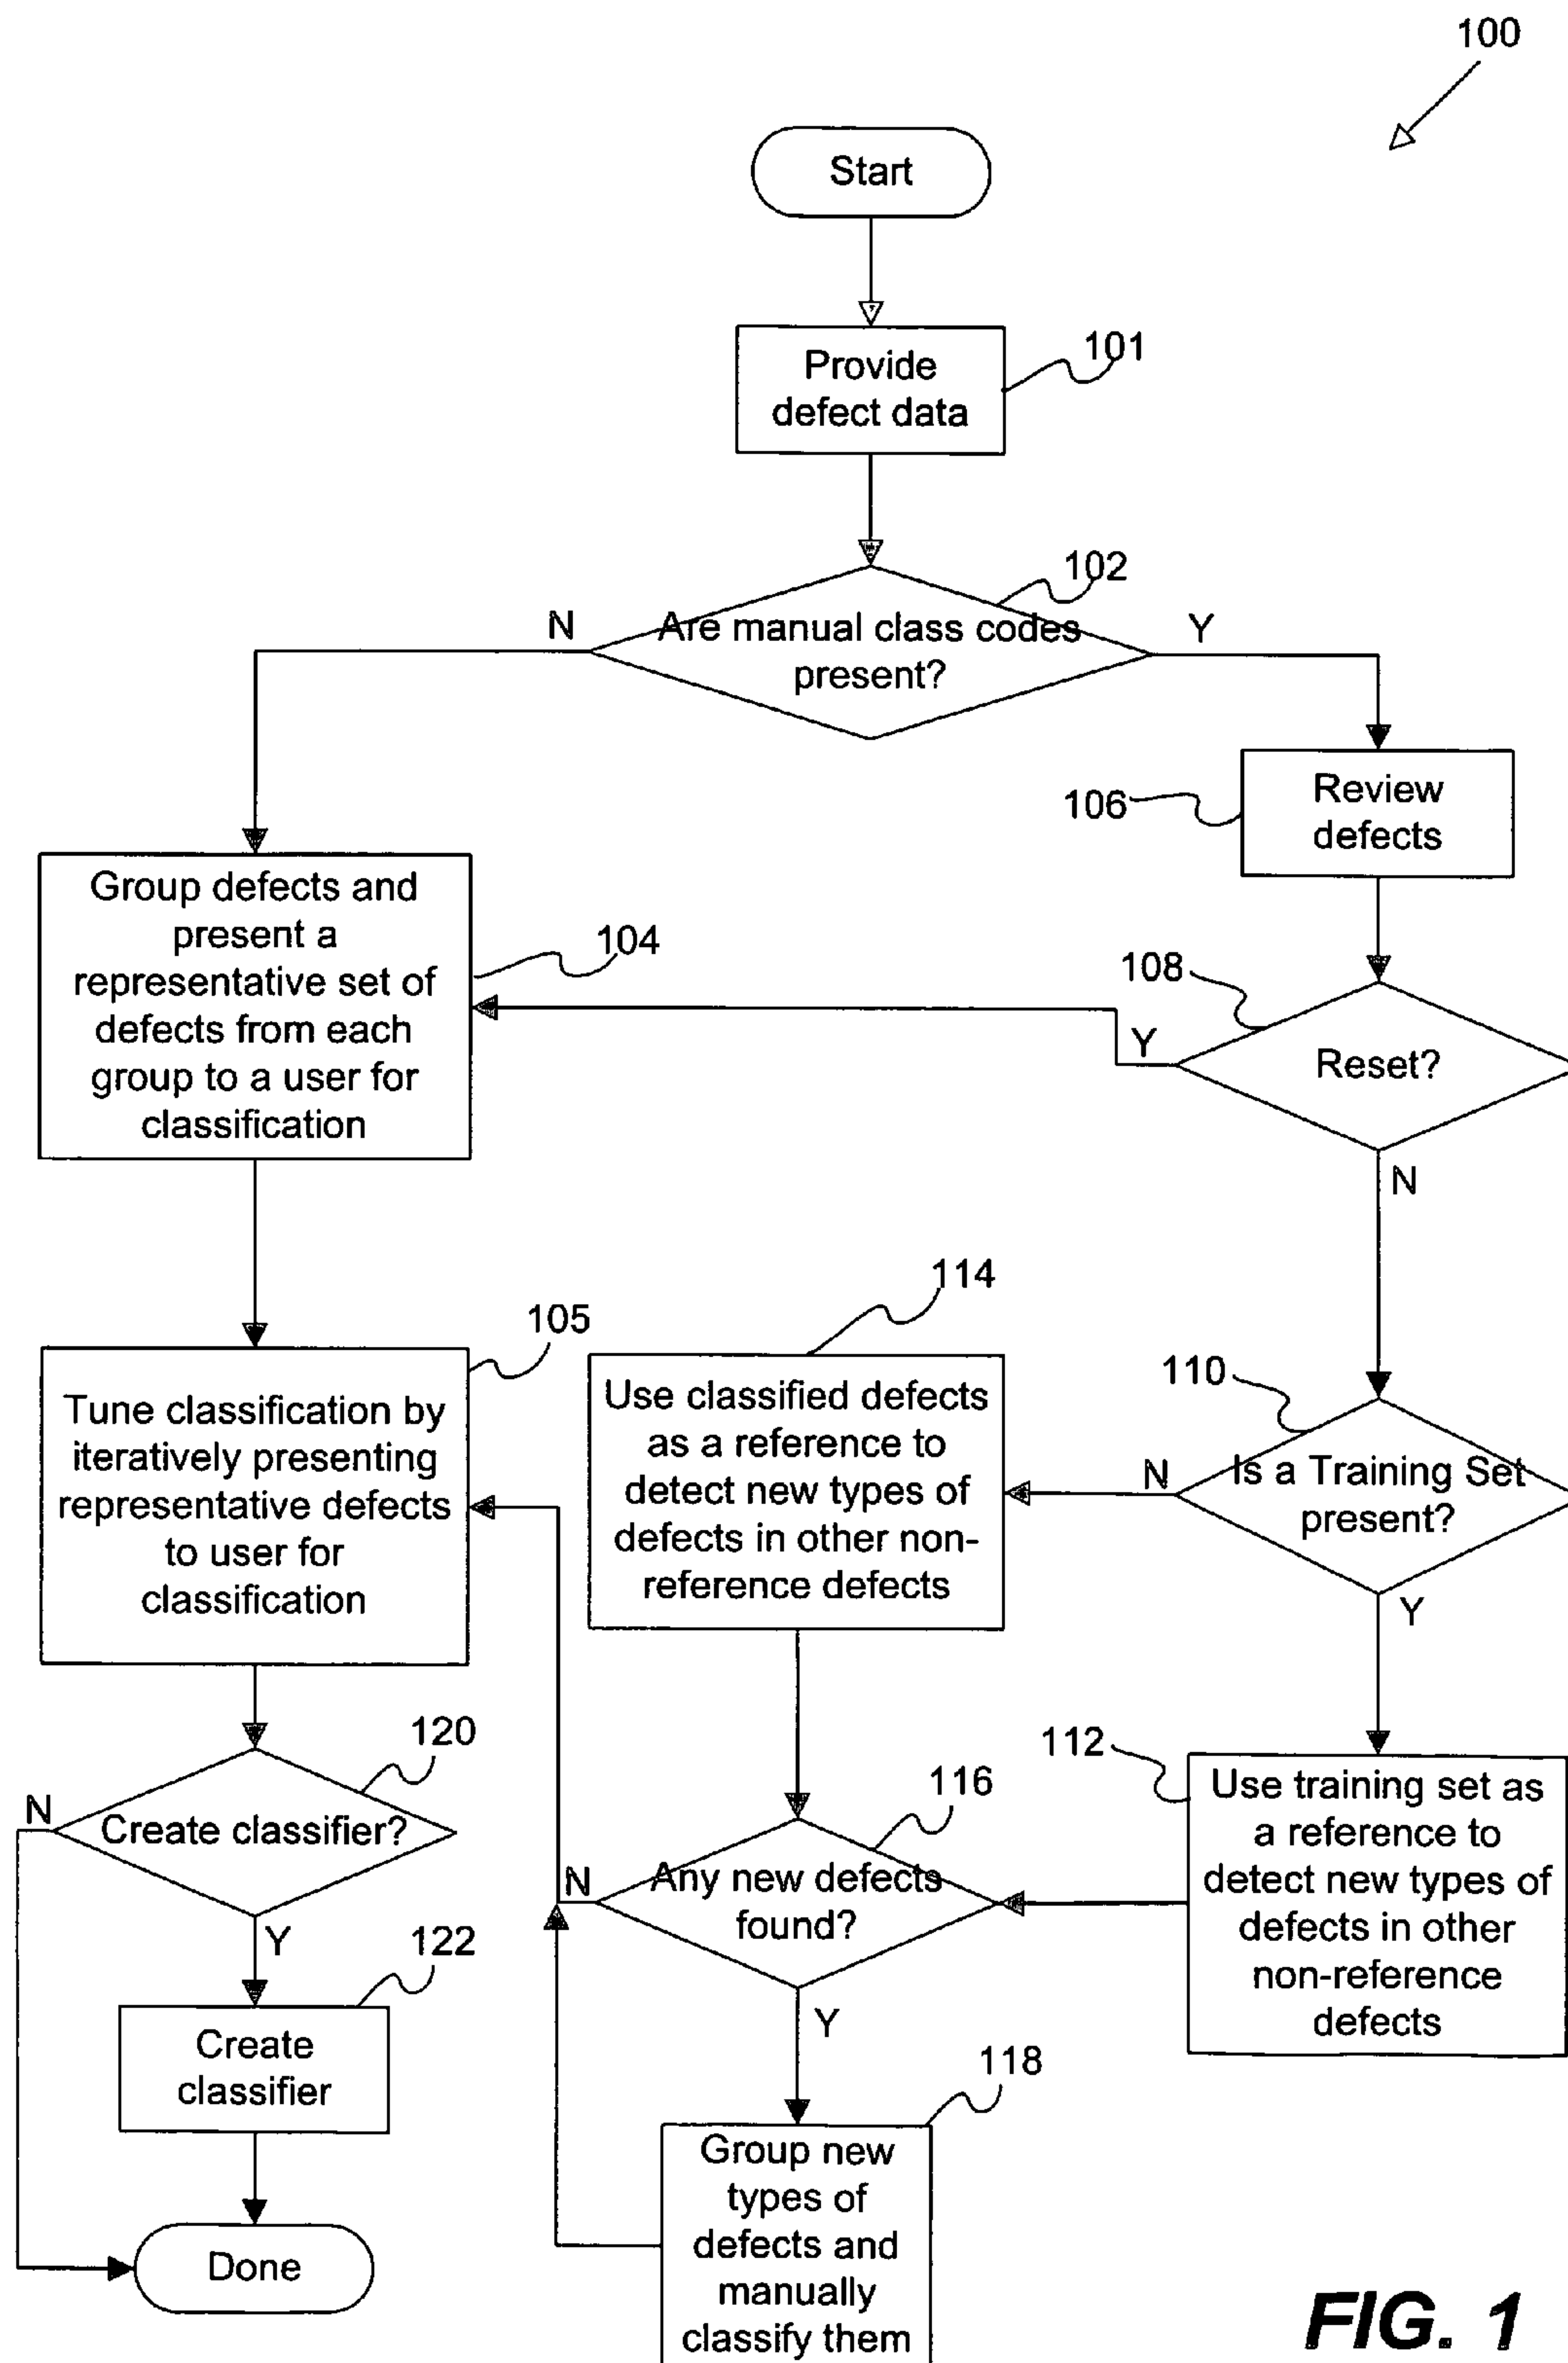 100
Start
Provide
defect data
101
102
N
Are manual class codes
present?
Y
Review
defects
106
Group defects and
present a
representative set of
defects from each
group to a user for
classification
104
108
Y
Reset?
N
114
105
110
Use classified defects
as a reference to
detect new types of
defects in other non-
reference defects
Tune classification by
iteratively presenting
representative defects
to user for
classification
N
Is a Training Set
present?
Y
120
112
116
Use training set as
a reference to
detect new types of
defects in other
non-reference
defects
N
Create classifier?
N
Any new defects
found?
Y
122
Y
118
Create
classifier
Group new
types of
defects and
manually
classify them
Done
FIG. 1